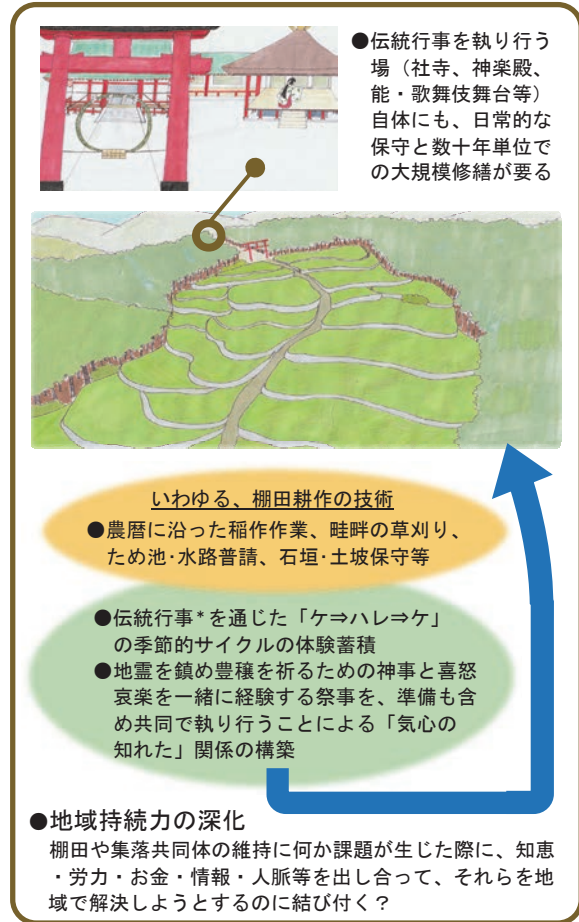 ●伝統行事を執り行う
場（社寺、神楽殿、
能・歌舞伎舞台等）
自体にも、日常的な
保守と数十年単位で
の大規模修繕が要る
いわゆる、棚田耕作の技術
●農暦に沿った稲作作業、畦畔の草刈り、
ため池･水路普請、石垣･土坡保守等
●伝統行事*を通じた「ケ⇒ハレ⇒ケ」
の季節的サイクルの体験蓄積
●地霊を鎮め豊穣を祈るための神事と喜怒
哀楽を一緒に経験する祭事を、準備も含
め共同で執り行うことによる「気心の
知れた」関係の構築
●地域持続力の深化
棚田や集落共同体の維持に何か課題が生じた際に、知恵
・労力・お金・情報・人脈等を出し合って、それらを地
域で解決しようとするのに結び付く？